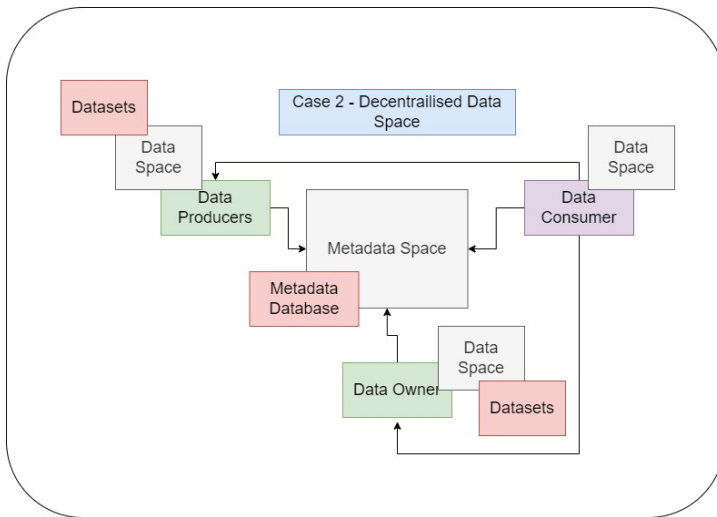 Case 2 - Decentrailised Data
Space
Datasets
Data
Space
Data
Producers
Data
Space
Data
Consumer
Metadata Space
Metadata
Database
Data
Space
Data Owner
Datasets